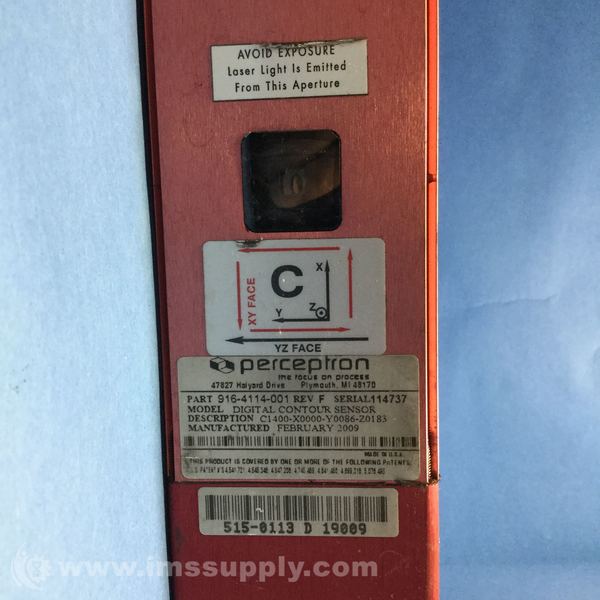 AVOID EXPOSURE
Laser Light Is Emitted
From This Aperture
C
X
Y
Z
XY FACE
YZ FACE
perceptron
the focus on process
47827 Halyard Drive Plymouth, MI 48170
PART 916-4114-001 REV F SERIAL114737
MODEL DIGITAL CONTOUR SENSOR
DESCRIPTION C1400-X0000-Y0086-Z0183
MANUFACTURED FEBRUARY 2009
MADE IN U.S.A.
THIS PRODUCT IS COVERED BY ONE OR MORE OF THE FOLLOWING PATENTS:
515-0113 D 19009
© www.imssupply.com